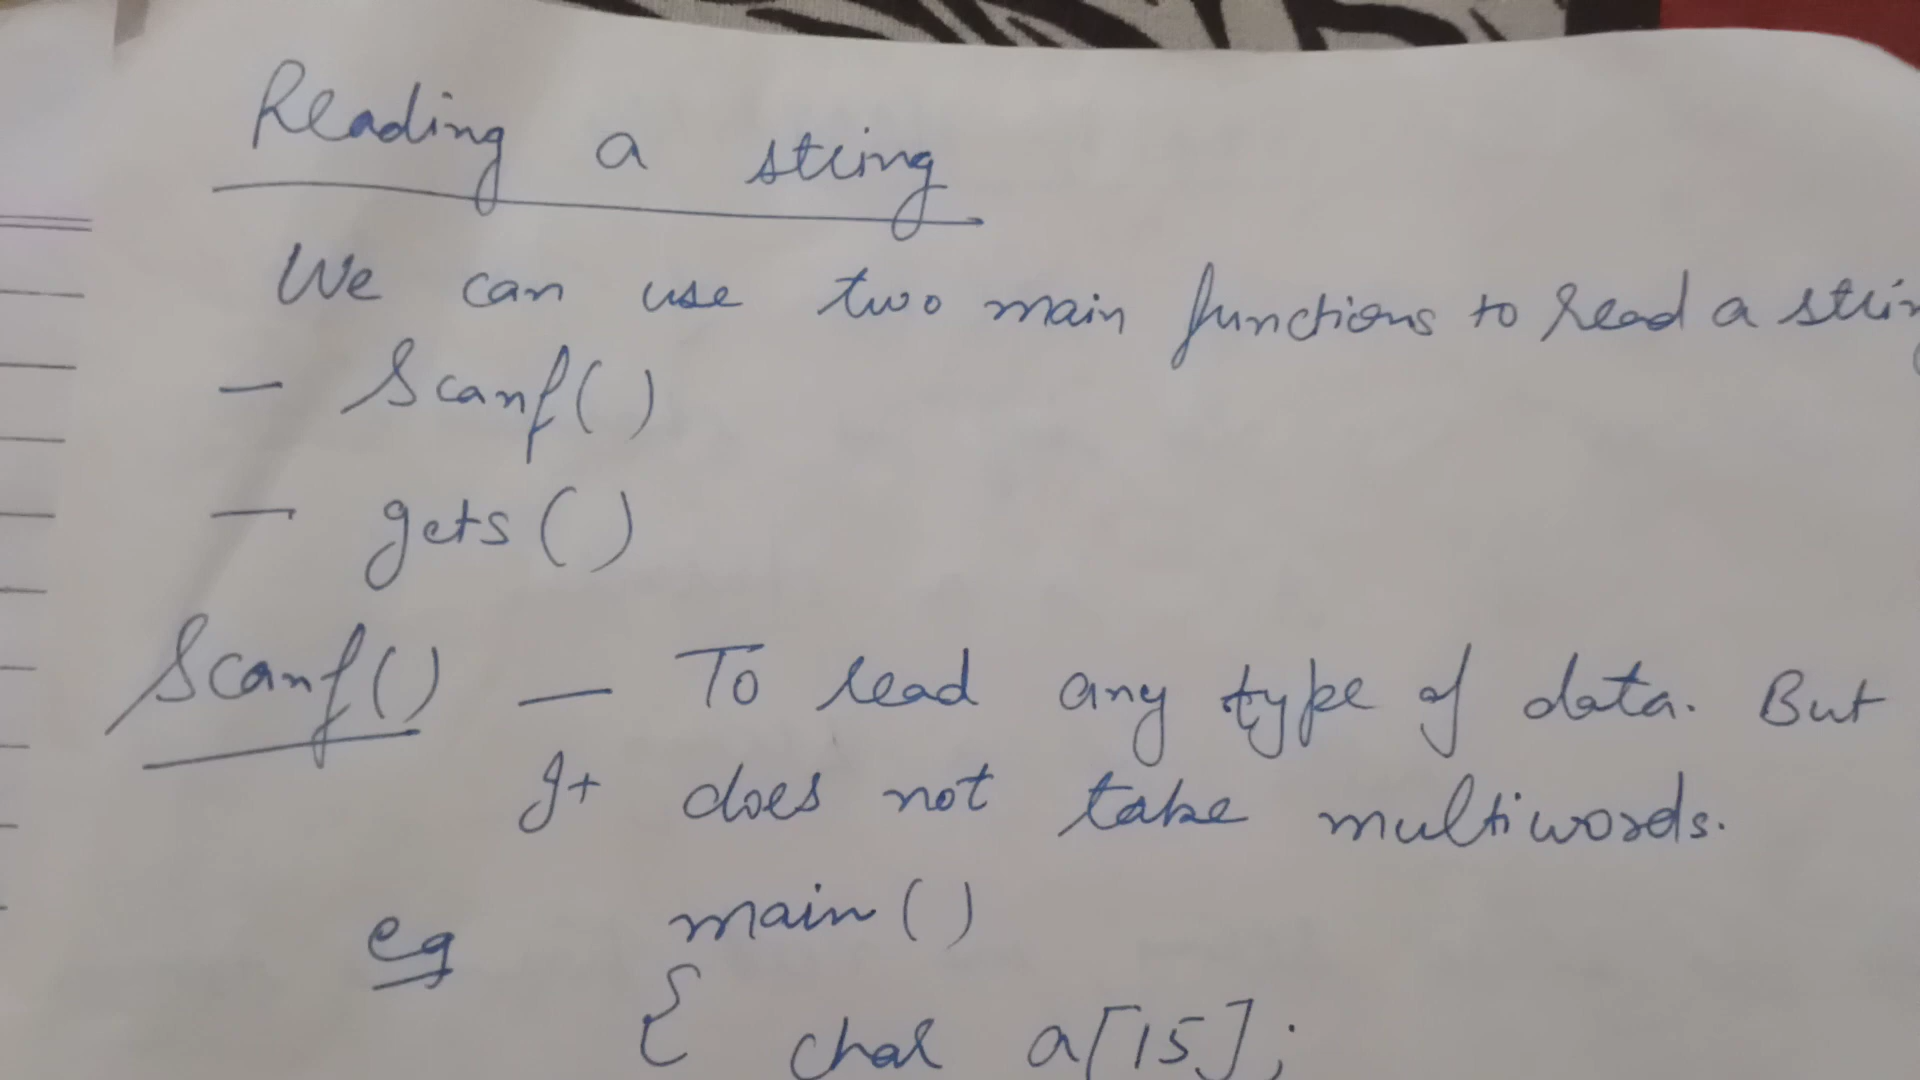 Reading a string
We can use two main functions to read a string
- Scanf()
- gets()
Scanf() - To read any type of data. But
It does not take multiwords.
eg main()
{ char a[15];